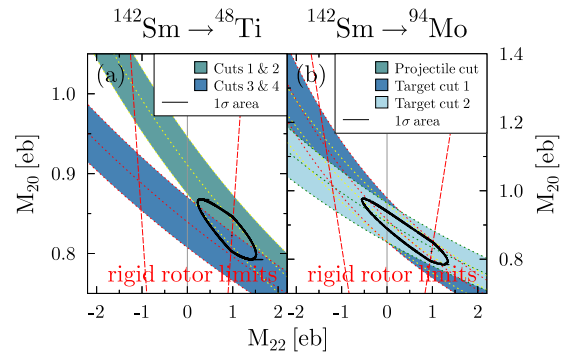 ¹⁴²Sm → ⁴⁸Ti ¹⁴²Sm → ⁹⁴Mo
(a) Cuts 1 & 2
Cuts 3 & 4
1σ area
(b) Projectile cut
Target cut 1
Target cut 2
1σ area
M₂₀ [eb]
1.0
0.9
0.8
1.4
1.2
1.0
0.8
M₂₀ [eb]
rigid rotor limits rigid rotor limits
-2 -1 0 1 2 -2 -1 0 1 2
M₂₂ [eb]